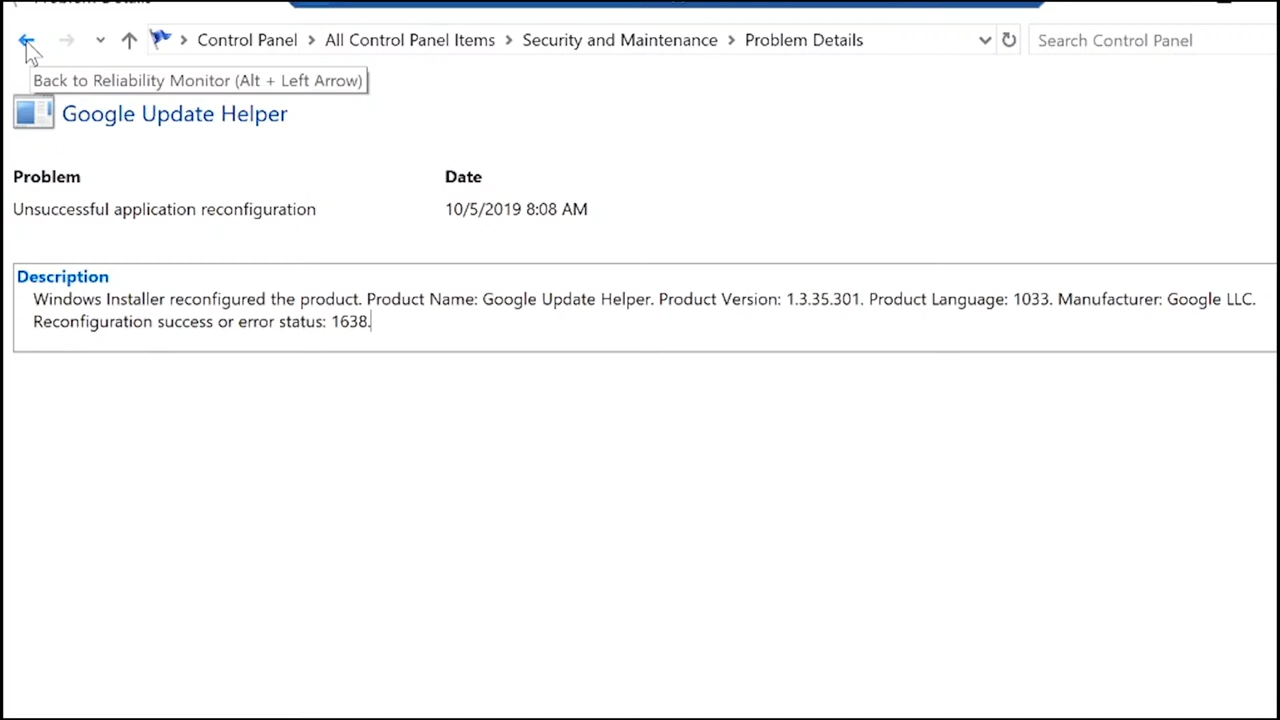 Control Panel > All Control Panel Items > Security and Maintenance > Problem Details
Search Control Panel
Back to Reliability Monitor (Alt + Left Arrow)
Google Update Helper
Problem
Date
Unsuccessful application reconfiguration
10/5/2019 8:08 AM
Description
Windows Installer reconfigured the product. Product Name: Google Update Helper. Product Version: 1.3.35.301. Product Language: 1033. Manufacturer: Google LLC.
Reconfiguration success or error status: 1638.